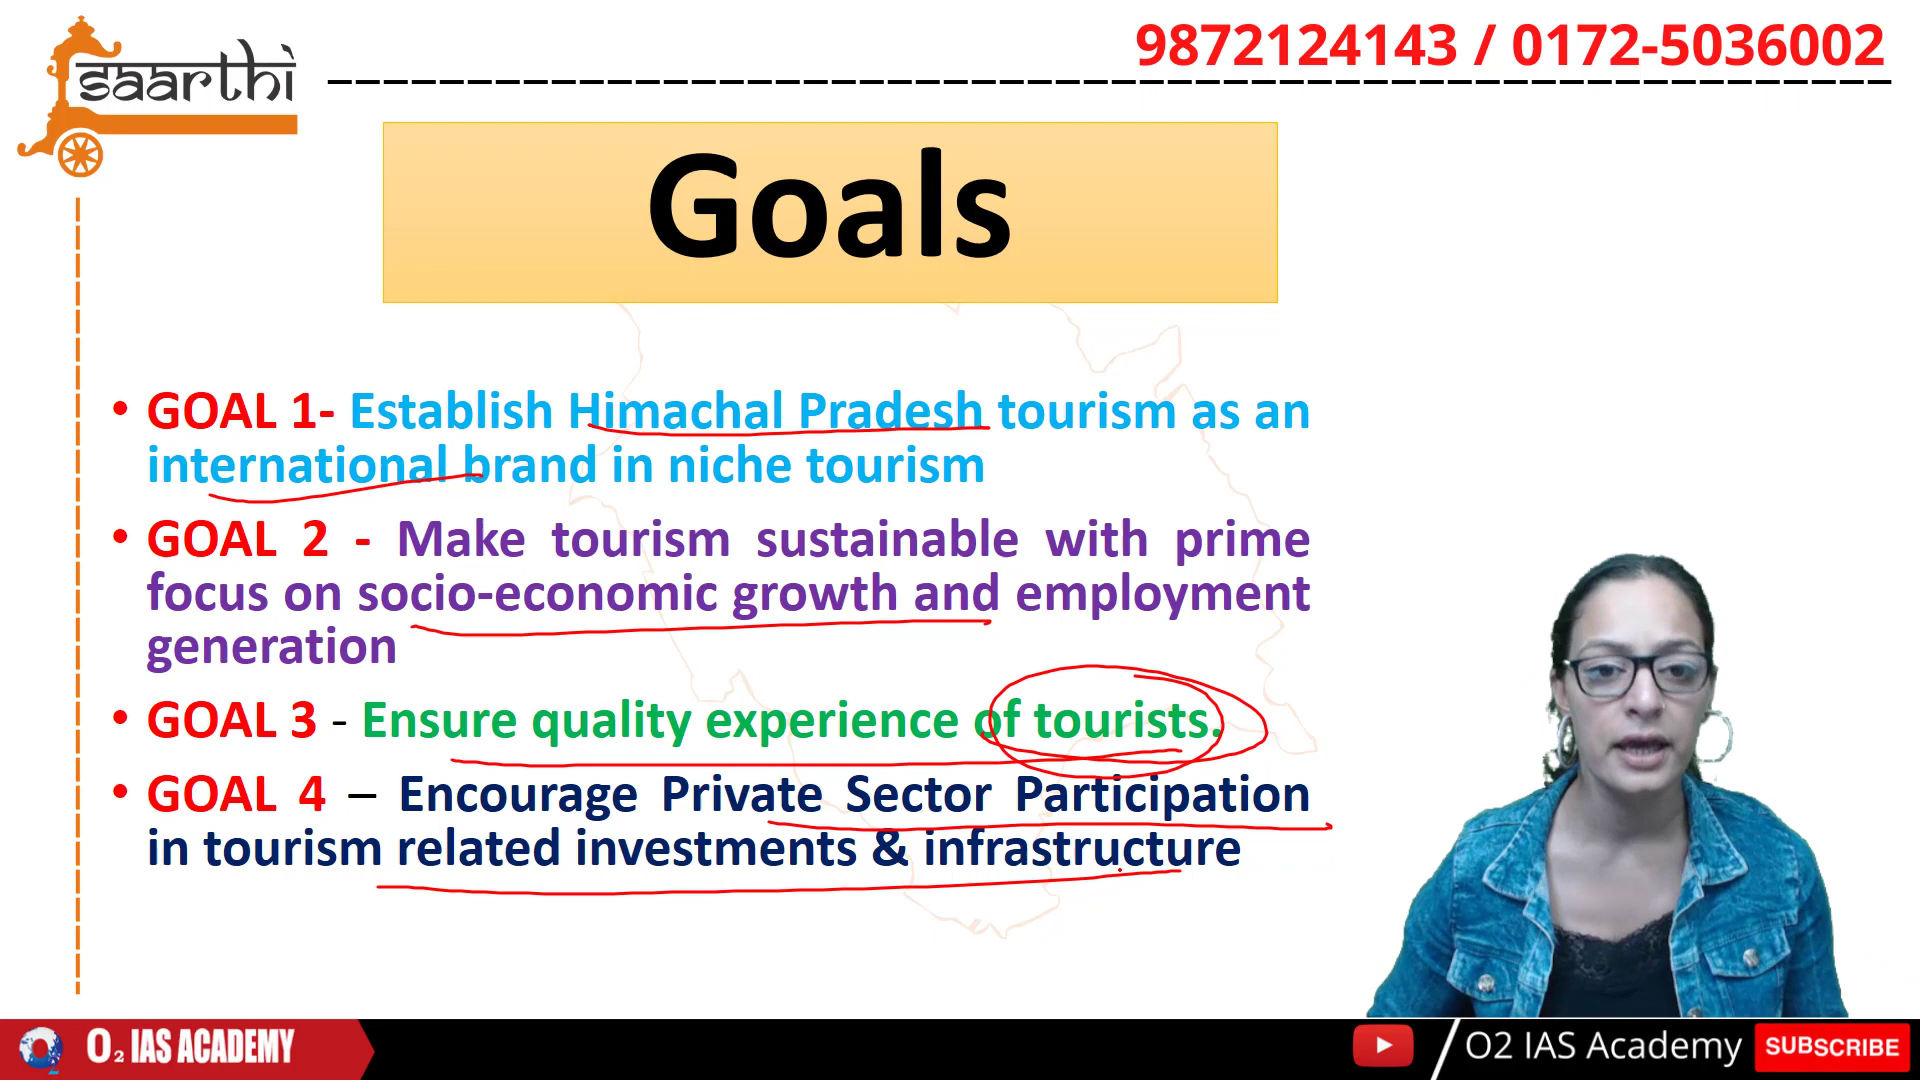 saarthi
9872124143 / 0172-5036002
Goals
• GOAL 1- Establish Himachal Pradesh tourism as an
international brand in niche tourism
• GOAL 2 - Make tourism sustainable with prime
focus on socio-economic growth and employment
generation
• GOAL 3 - Ensure quality experience of tourists.
• GOAL 4 – Encourage Private Sector Participation
in tourism related investments & infrastructure
O2 O₂ IAS ACADEMY
/ O2 IAS Academy SUBSCRIBE